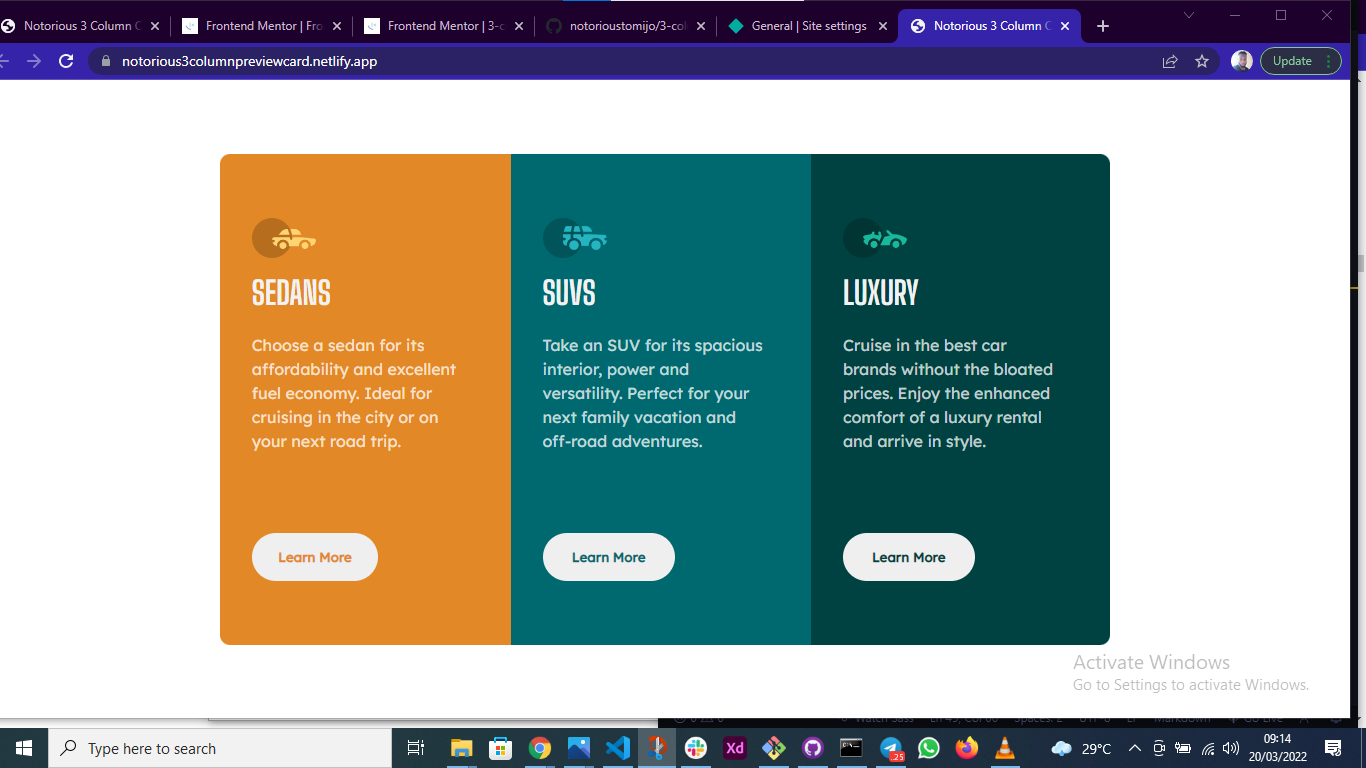 Notorious 3 Column C
Frontend Mentor | Fro
Frontend Mentor | 3-c
notorioustomijo/3-col
General | Site settings
Notorious 3 Column C
notorious3columnpreviewcard.netlify.app
Update
SEDANS
Choose a sedan for its
affordability and excellent
fuel economy. Ideal for
cruising in the city or on
your next road trip.
Learn More
SUVS
Take an SUV for its spacious
interior, power and
versatility. Perfect for your
next family vacation and
off-road adventures.
Learn More
LUXURY
Cruise in the best car
brands without the bloated
prices. Enjoy the enhanced
comfort of a luxury rental
and arrive in style.
Learn More
Activate Windows
Go to Settings to activate Windows.
Type here to search
Xd
25
29°C
09:14
20/03/2022